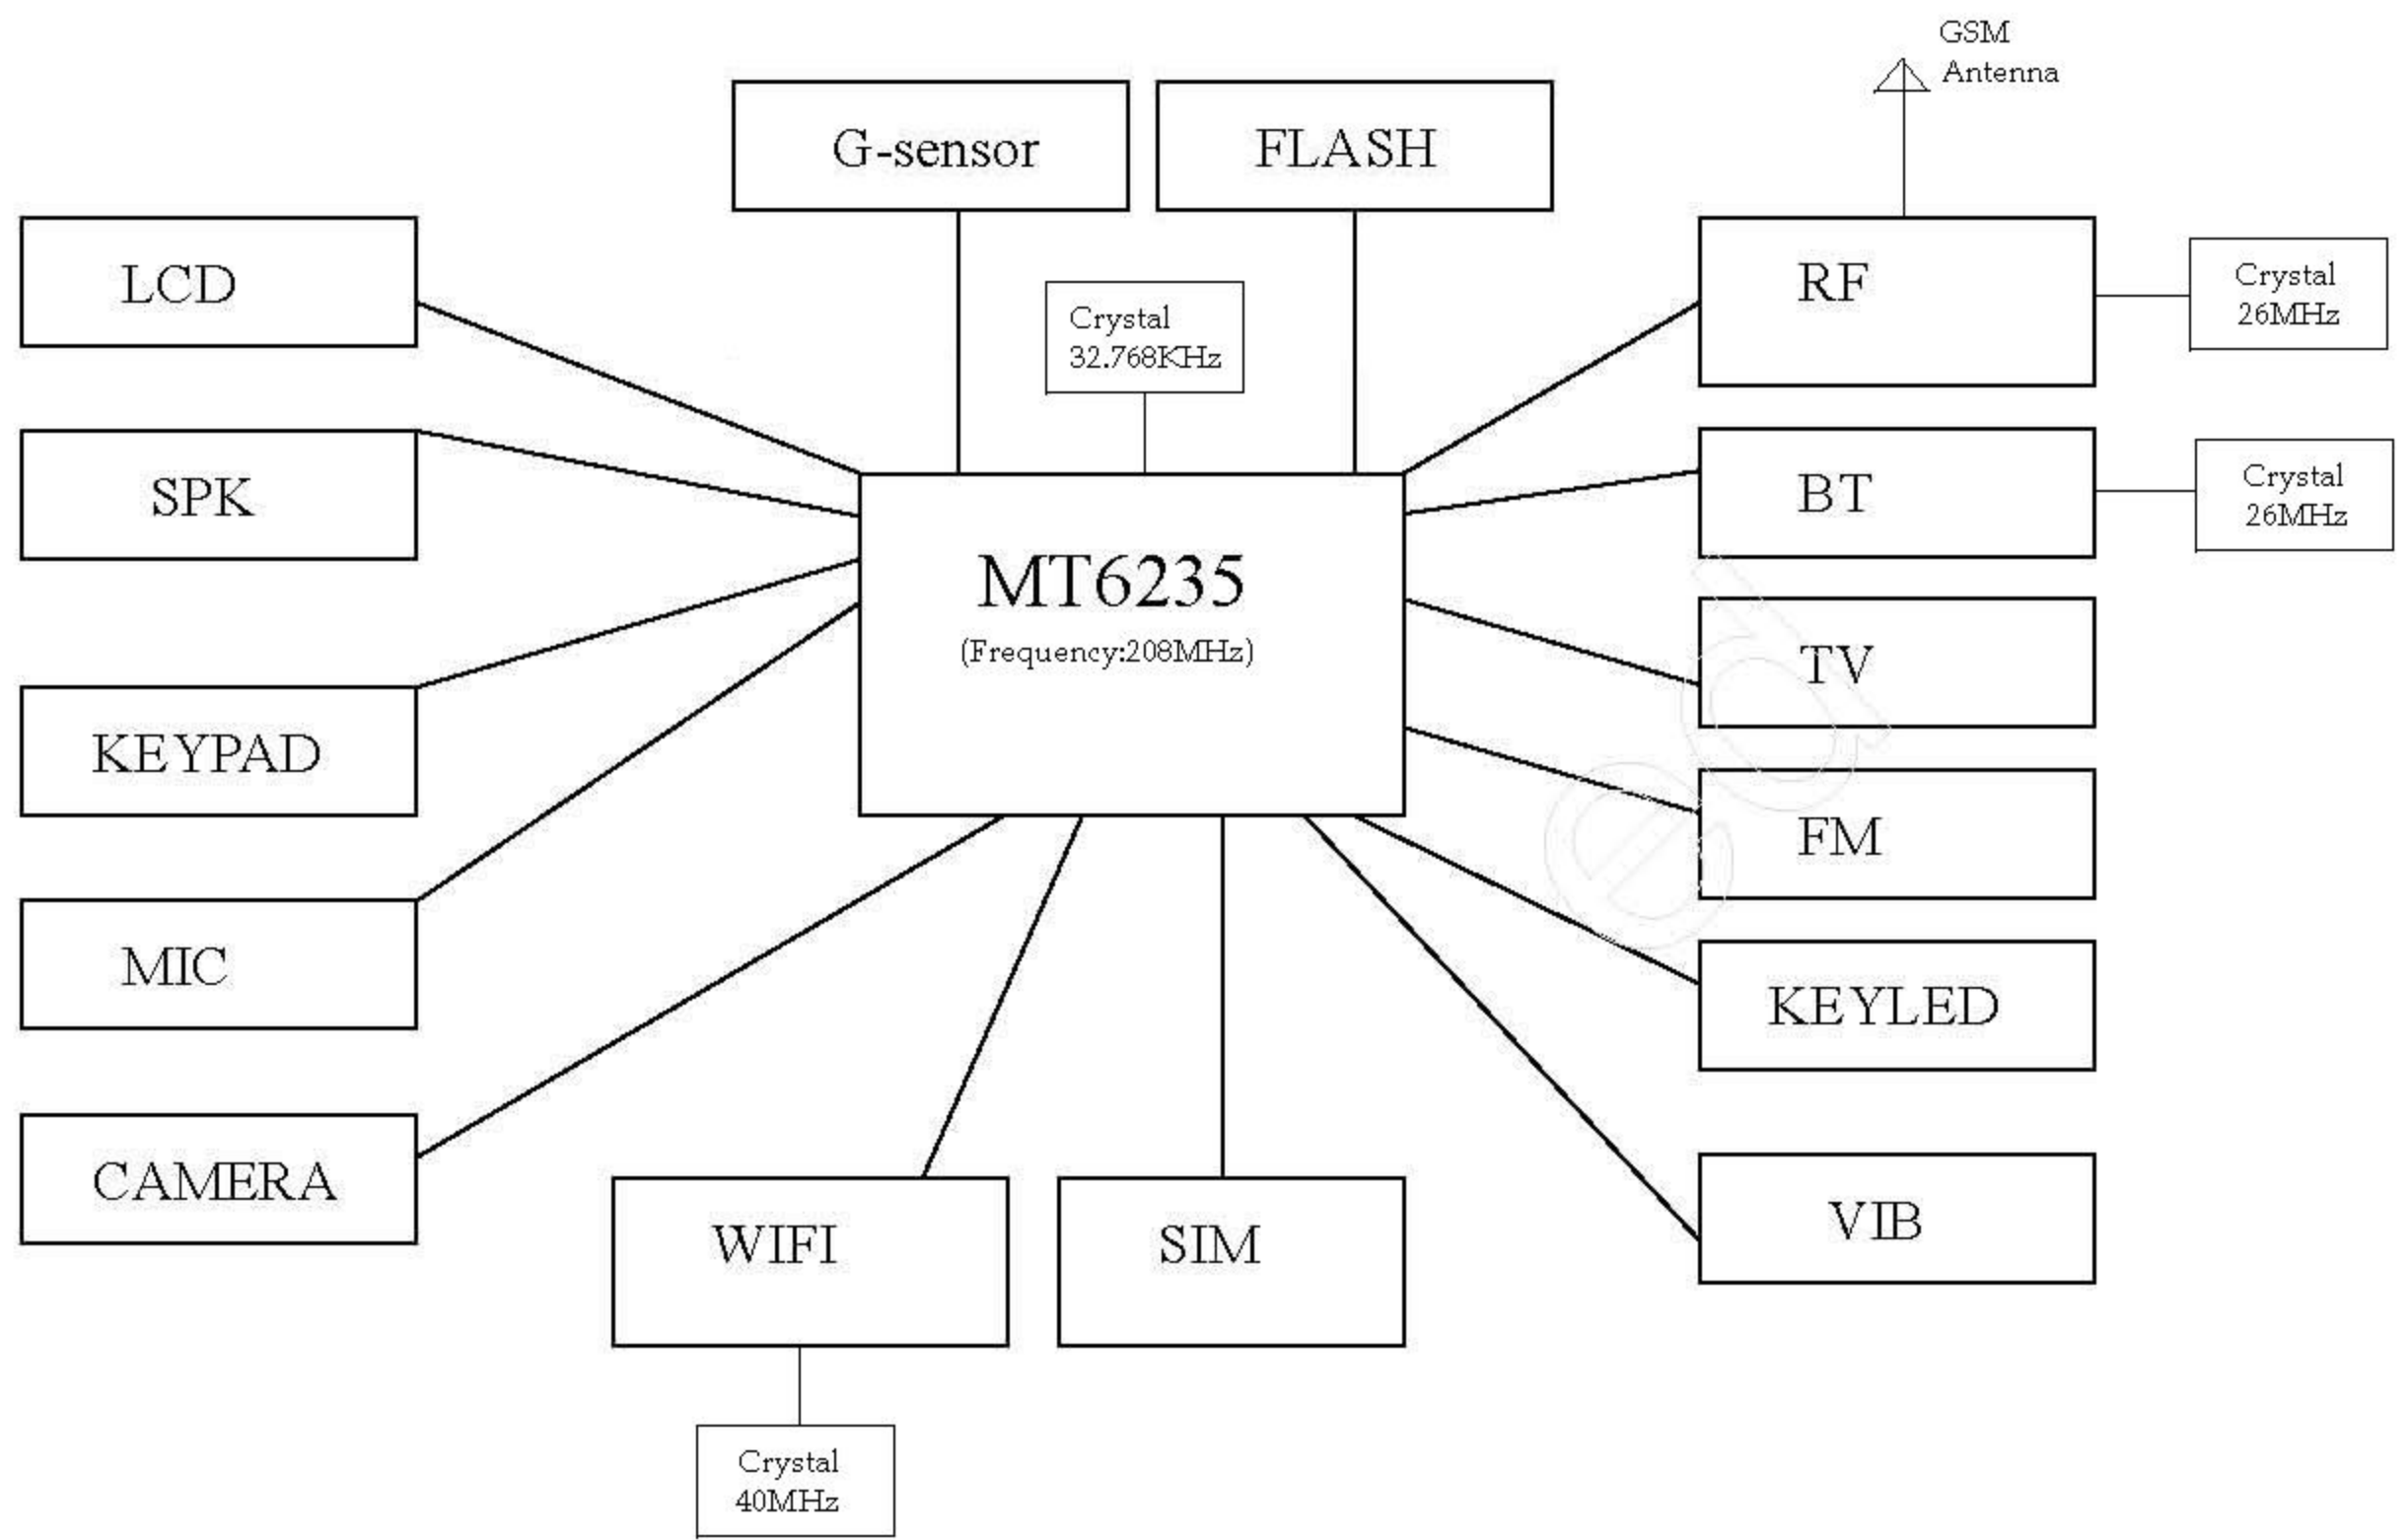 GSM
Antenna
G-sensor
FLASH
LCD
RF
Crystal
26MHz
Crystal
32.768KHz
SPK
BT
Crystal
26MHz
MT6235
(Frequency:208MHz)
TV
KEYPAD
FM
MIC
KEYLED
CAMERA
VIB
WIFI
SIM
Crystal
40MHz